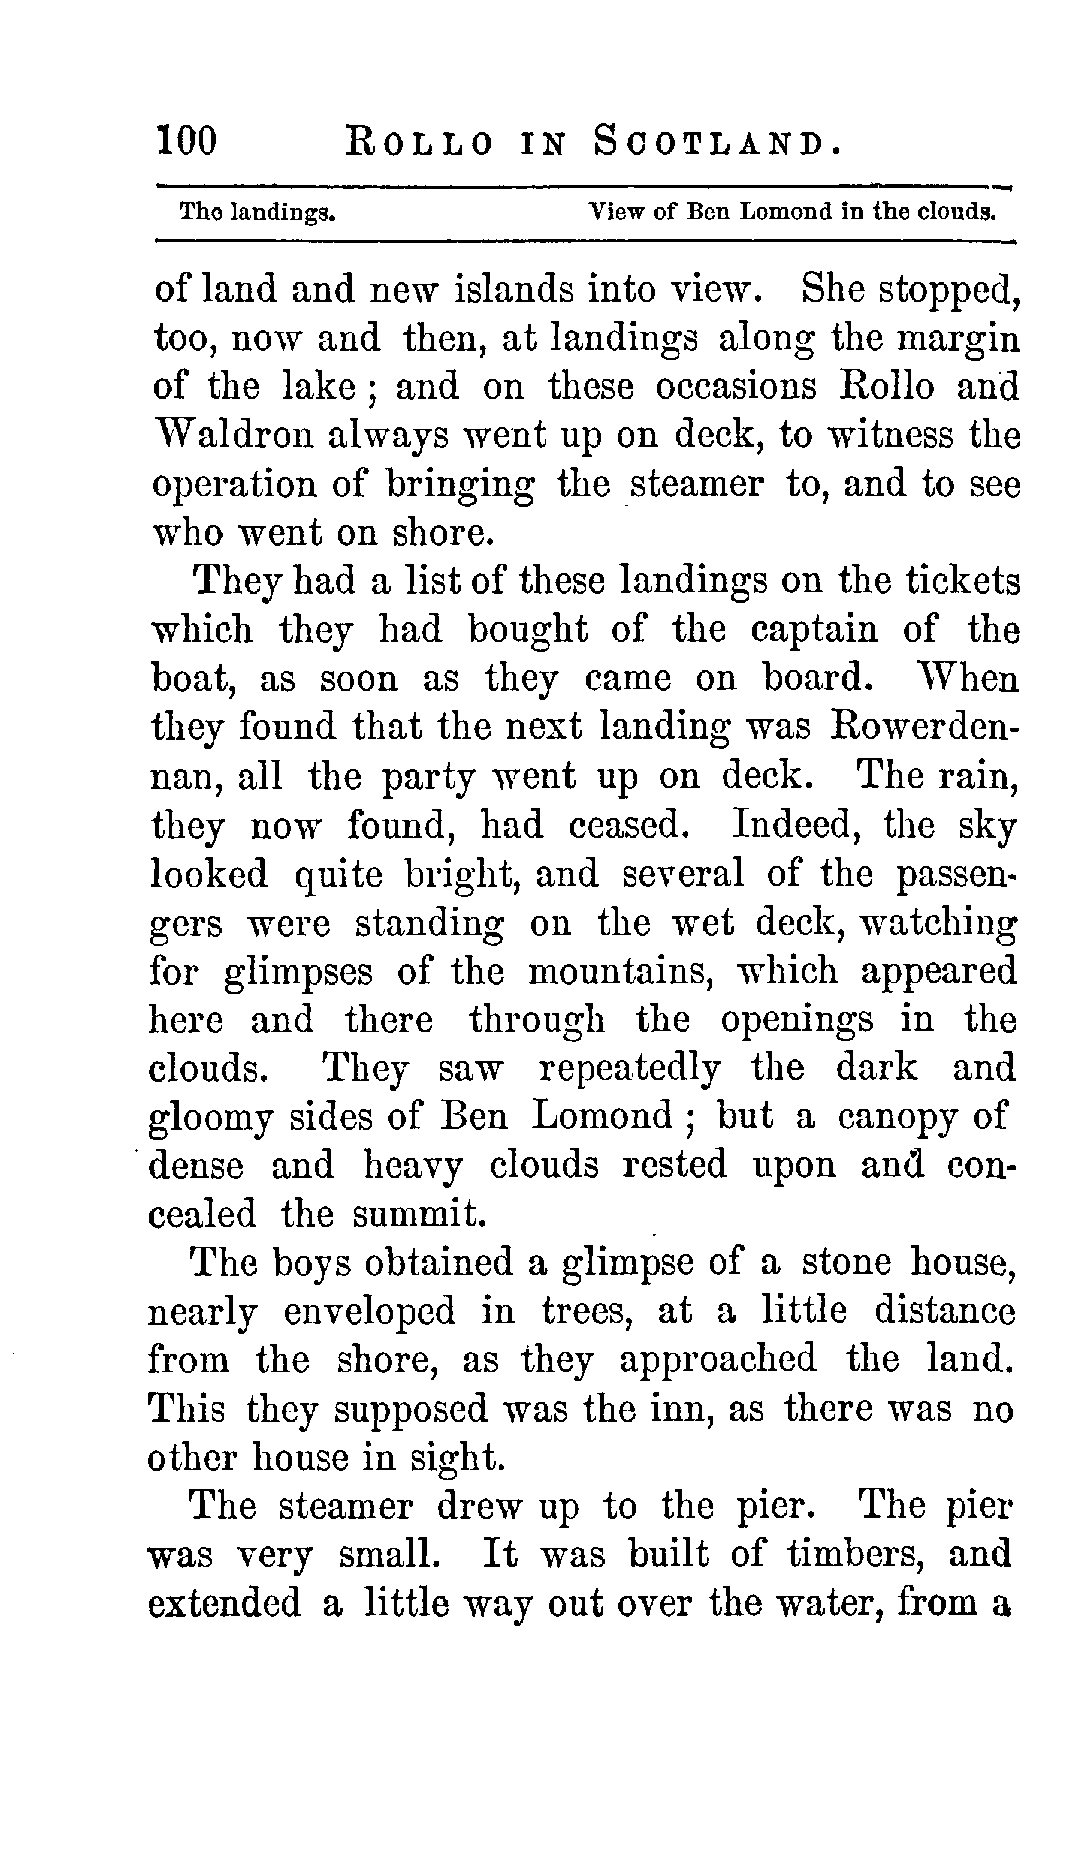 100 ROLLO IN SCOTLAND.
The landings. View of Ben Lomond in the clouds.
of land and new islands into view. She stopped,
too, now and then, at landings along the margin
of the lake ; and on these occasions Rollo and
Waldron always went up on deck, to witness the
operation of bringing the steamer to, and to see
who went on shore.
They had a list of these landings on the tickets
which they had bought of the captain of the
boat, as soon as they came on board. When
they found that the next landing was Rowerden-
nan, all the party went up on deck. The rain,
they now found, had ceased. Indeed, the sky
looked quite bright, and several of the passen-
gers were standing on the wet deck, watching
for glimpses of the mountains, which appeared
here and there through the openings in the
clouds. They saw repeatedly the dark and
gloomy sides of Ben Lomond ; but a canopy of
dense and heavy clouds rested upon and con-
cealed the summit.
The boys obtained a glimpse of a stone house,
nearly enveloped in trees, at a little distance
from the shore, as they approached the land.
This they supposed was the inn, as there was no
other house in sight.
The steamer drew up to the pier. The pier
was very small. It was built of timbers, and
extended a little way out over the water, from a